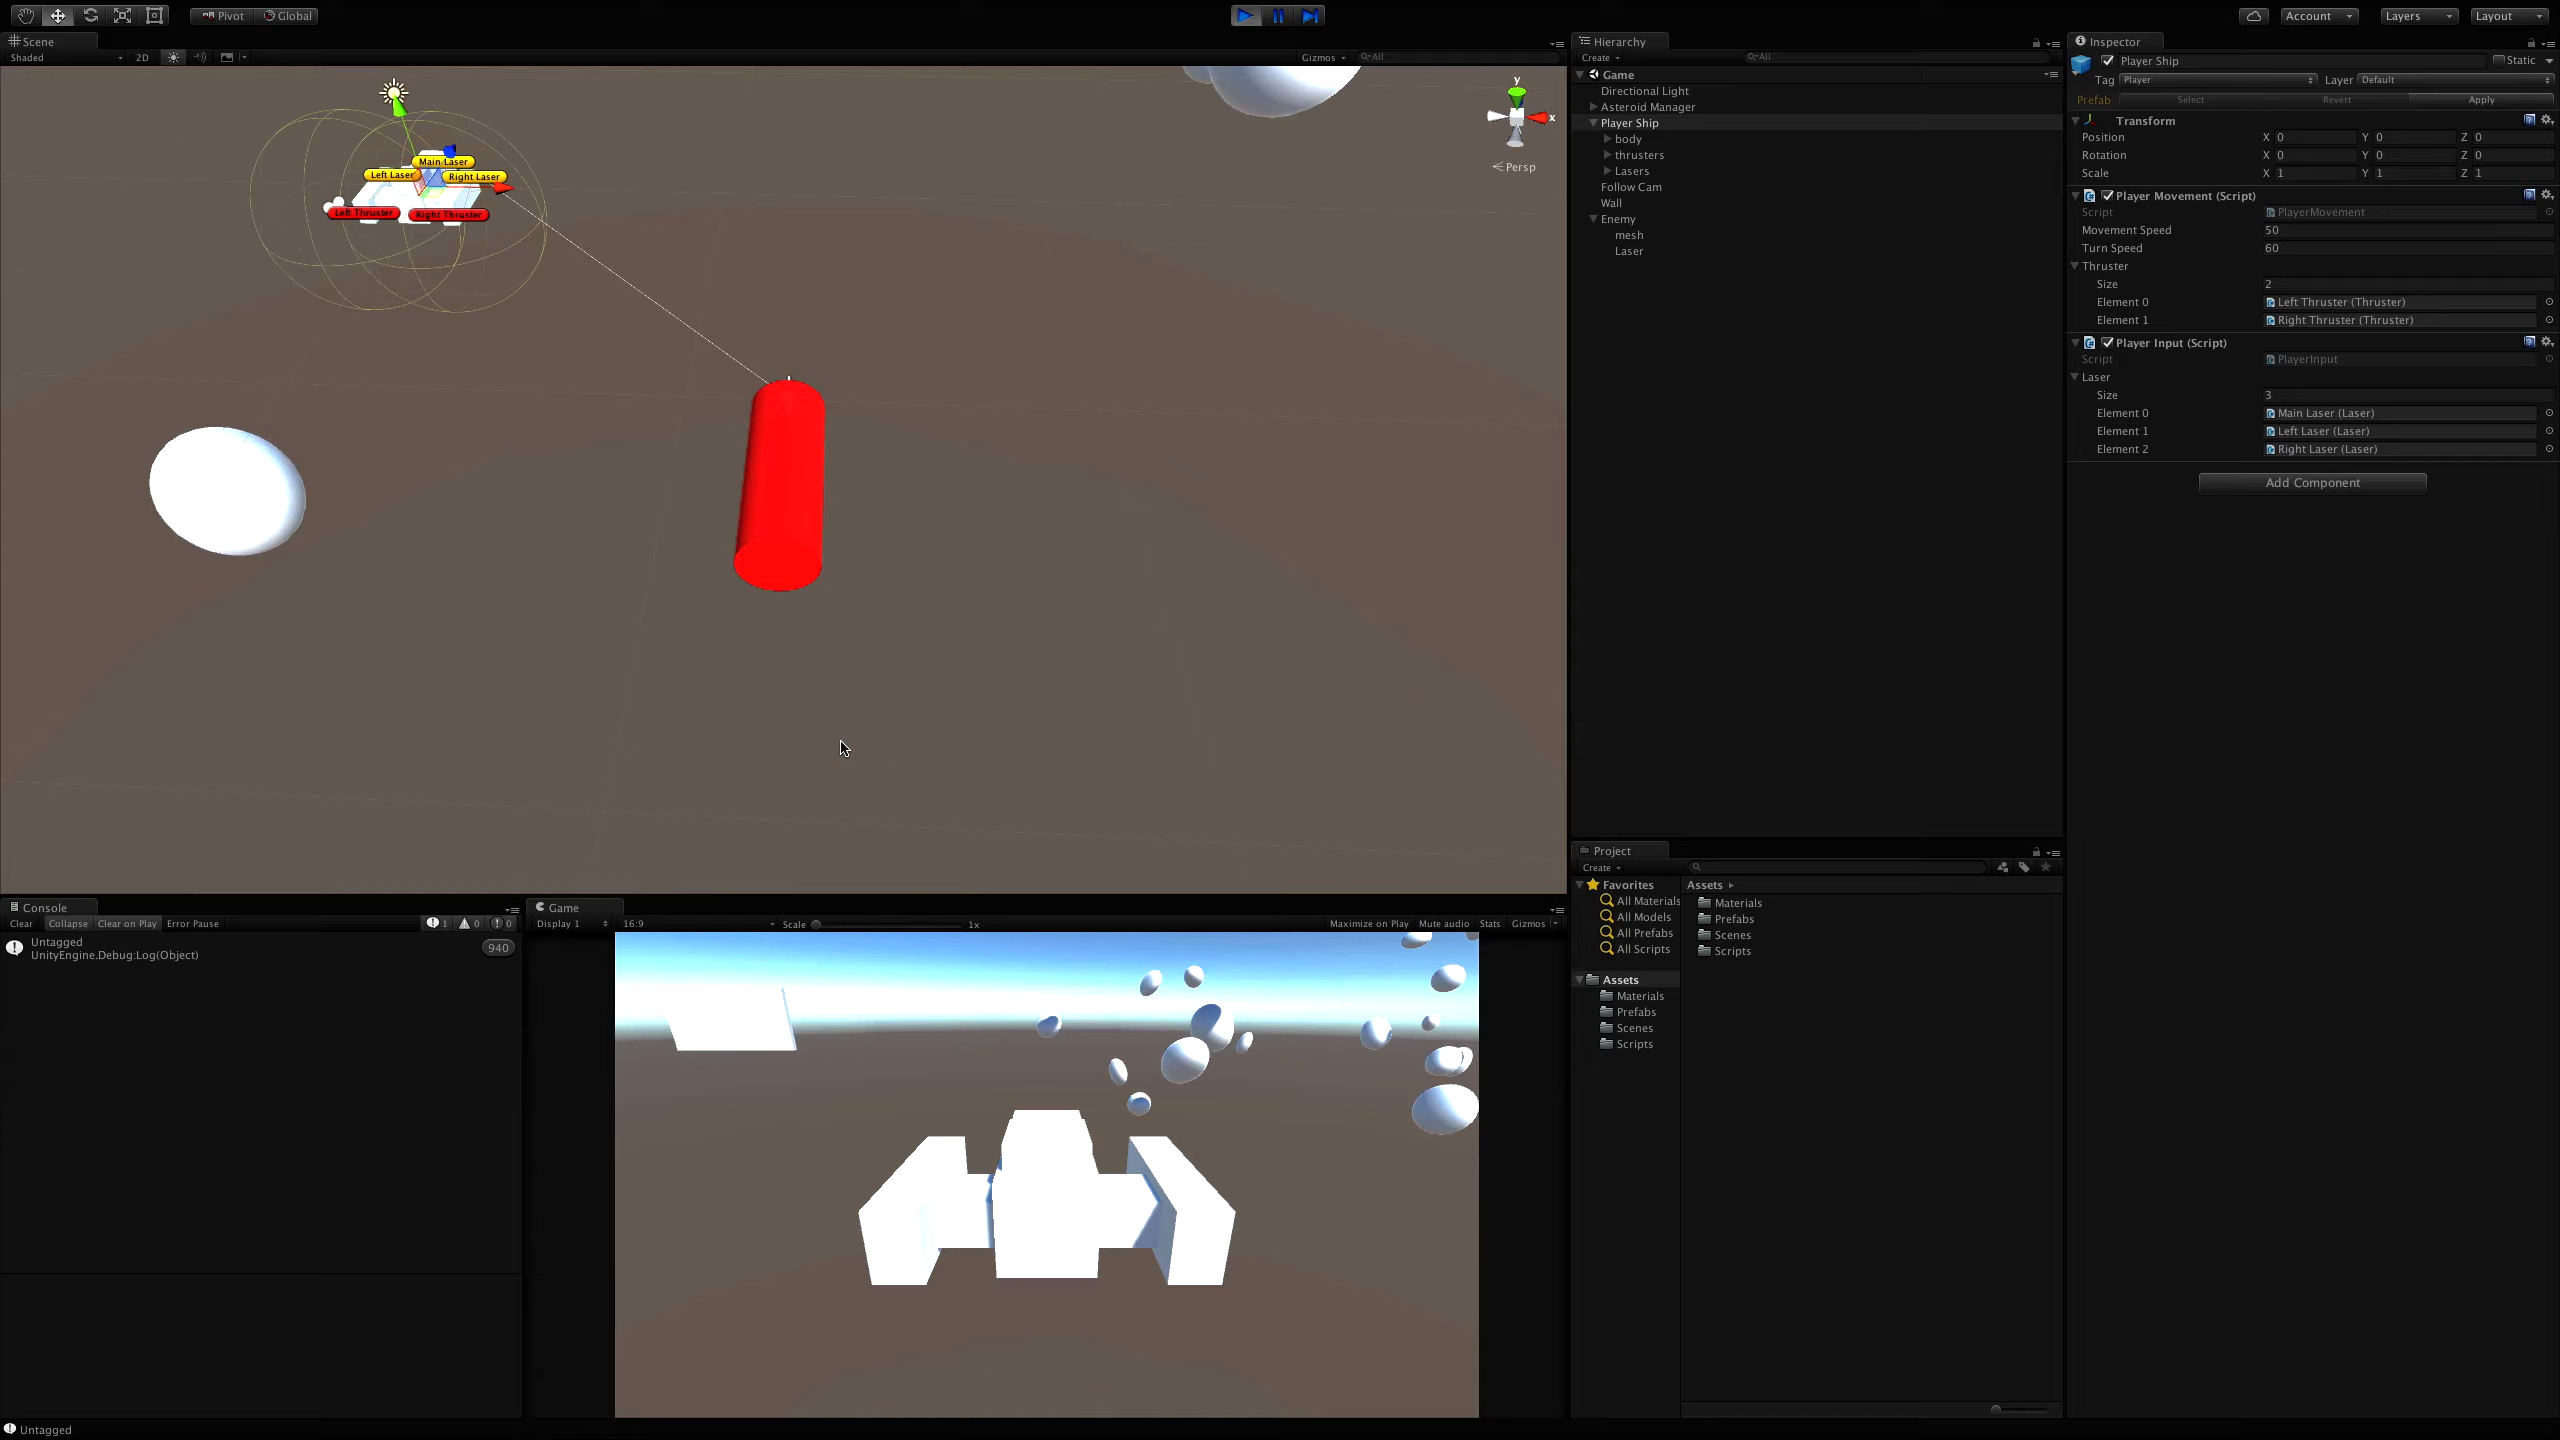 Pivot Global Account Layers Layout
Scene
Shaded 2D Gizmos All
y
x
Persp
Main Laser
Left Laser Right Laser
Left Thruster Right Thruster
Hierarchy
Create All
Game
Directional Light
Asteroid Manager
Player Ship
body
thrusters
Lasers
Follow Cam
Wall
Enemy
mesh
Laser
Inspector
Player Ship Static
Tag Player Layer Default
Prefab Select Revert Apply
Transform
Position X 0 Y 0 Z 0
Rotation X 0 Y 0 Z 0
Scale X 1 Y 1 Z 1
Player Movement (Script)
Script PlayerMovement
Movement Speed 50
Turn Speed 60
Thruster
Size 2
Element 0 Left Thruster (Thruster)
Element 1 Right Thruster (Thruster)
Player Input (Script)
Script PlayerInput
Laser
Size 3
Element 0 Main Laser (Laser)
Element 1 Left Laser (Laser)
Element 2 Right Laser (Laser)
Add Component
Console
Clear Collapse Clear on Play Error Pause 1 0 0
Untagged
UnityEngine.Debug:Log(Object)
940
Game
Display 1 16:9 Scale 1x Maximize on Play Mute audio Stats Gizmos
Project
Create
Favorites
All Materials
All Models
All Prefabs
All Scripts
Assets
Materials
Prefabs
Scenes
Scripts
Assets
Materials
Prefabs
Scenes
Scripts
Untagged